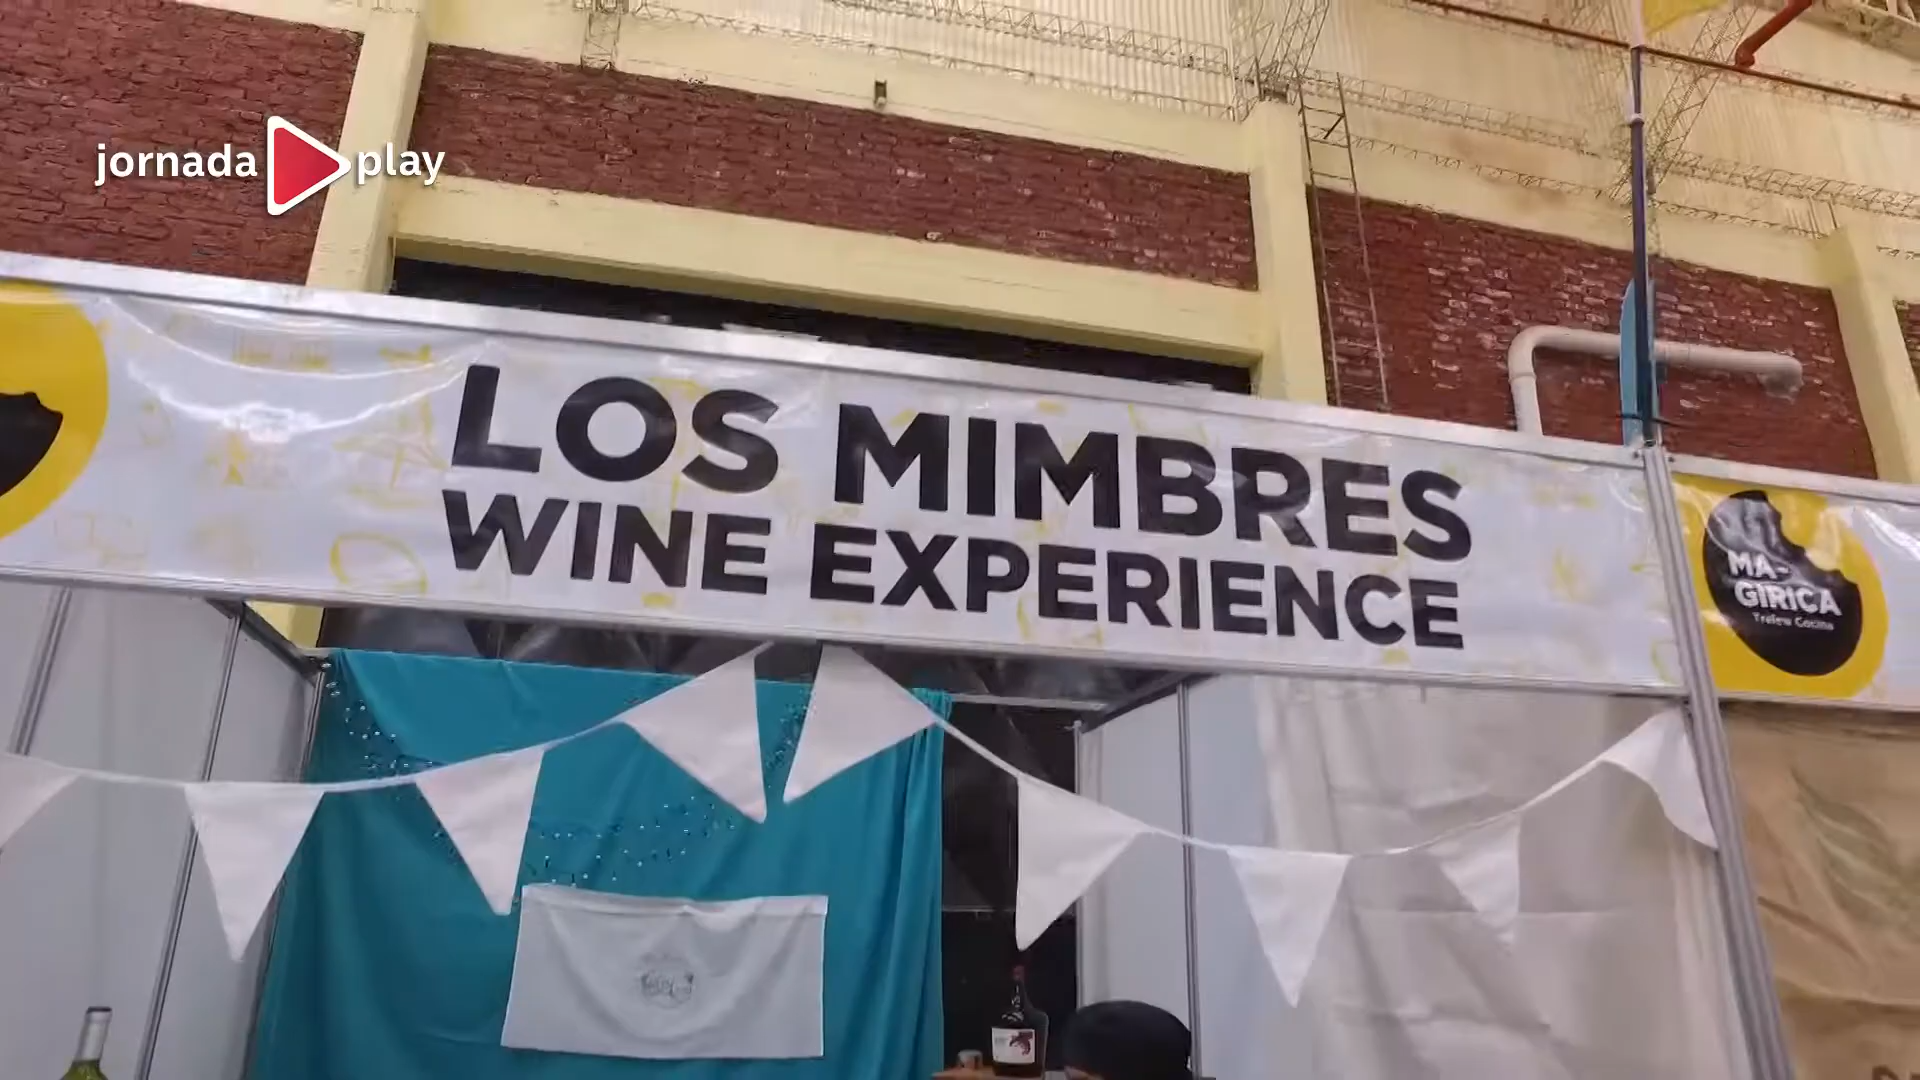 jornada play
LOS MIMBRES
WINE EXPERIENCE
MA-
GIRICA
Trelew Cocina